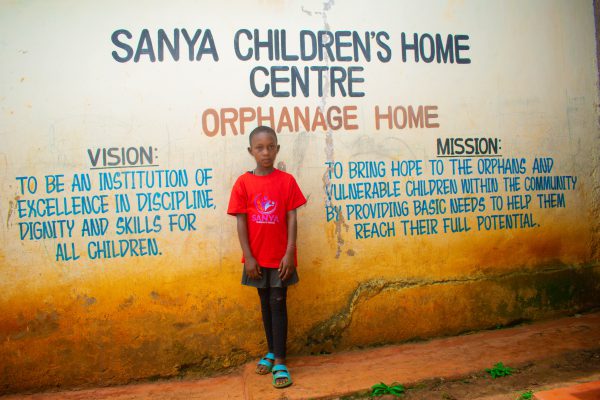 SANYA CHILDREN'S HOME
CENTRE
ORPHANAGE HOME
VISION:
TO BE AN INSTITUTION OF
EXCELLENCE IN DISCIPLINE,
DIGNITY AND SKILLS FOR
ALL CHILDREN.
MISSION:
TO BRING HOPE TO THE ORPHANS AND
VULNERABLE CHILDREN WITHIN THE COMMUNITY
BY PROVIDING BASIC NEEDS TO HELP THEM
REACH THEIR FULL POTENTIAL.
SANYA